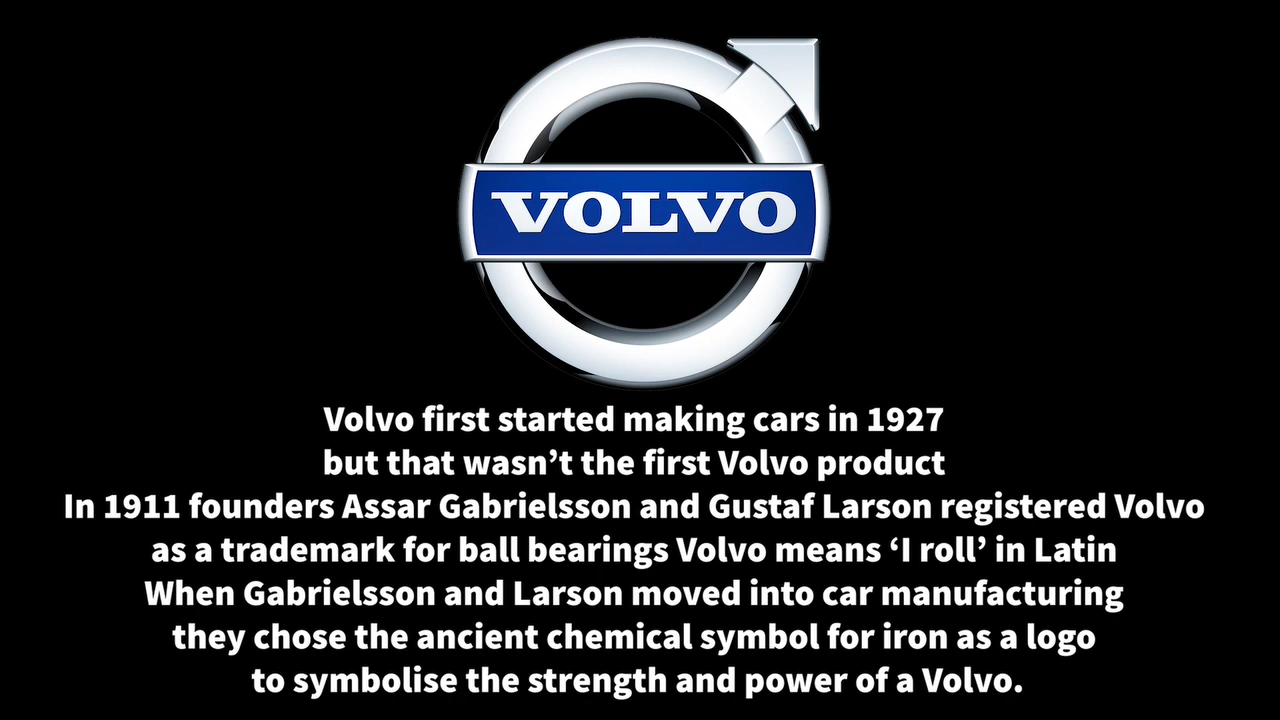 VOLVO
Volvo first started making cars in 1927
but that wasn’t the first Volvo product
In 1911 founders Assar Gabrielsson and Gustaf Larson registered Volvo
as a trademark for ball bearings Volvo means ‘I roll’ in Latin
When Gabrielsson and Larson moved into car manufacturing
they chose the ancient chemical symbol for iron as a logo
to symbolise the strength and power of a Volvo.